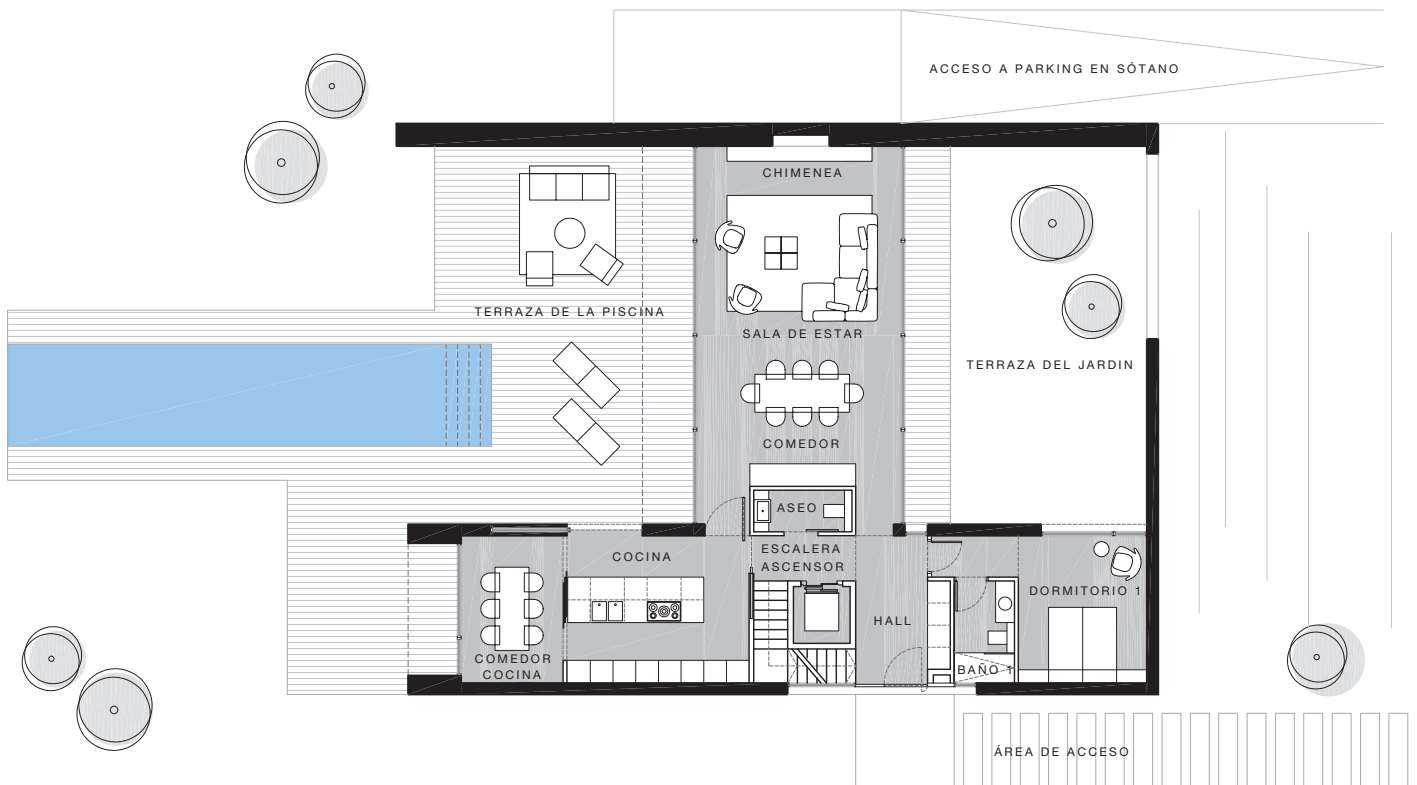 ACCESO A PARKING EN SÓTANO
CHIMENEA
TERRAZA DE LA PISCINA
SALA DE ESTAR
TERRAZA DEL JARDIN
COMEDOR
ASEO
COCINA
ESCALERA
ASCENSOR
DORMITORIO 1
HALL
COMEDOR
COCINA
BAÑO 1
ÁREA DE ACCESO